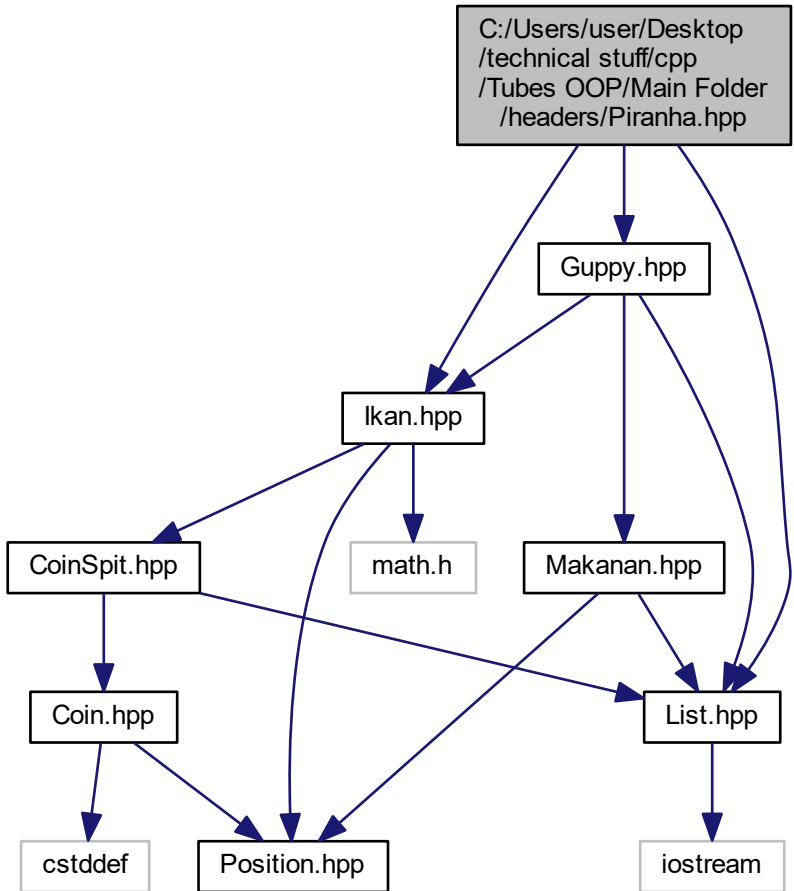 C:/Users/user/Desktop
/technical stuff/cpp
/Tubes OOP/Main Folder
/headers/Piranha.hpp
Guppy.hpp
Ikan.hpp
CoinSpit.hpp
math.h
Makanan.hpp
Coin.hpp
List.hpp
cstddef
Position.hpp
iostream